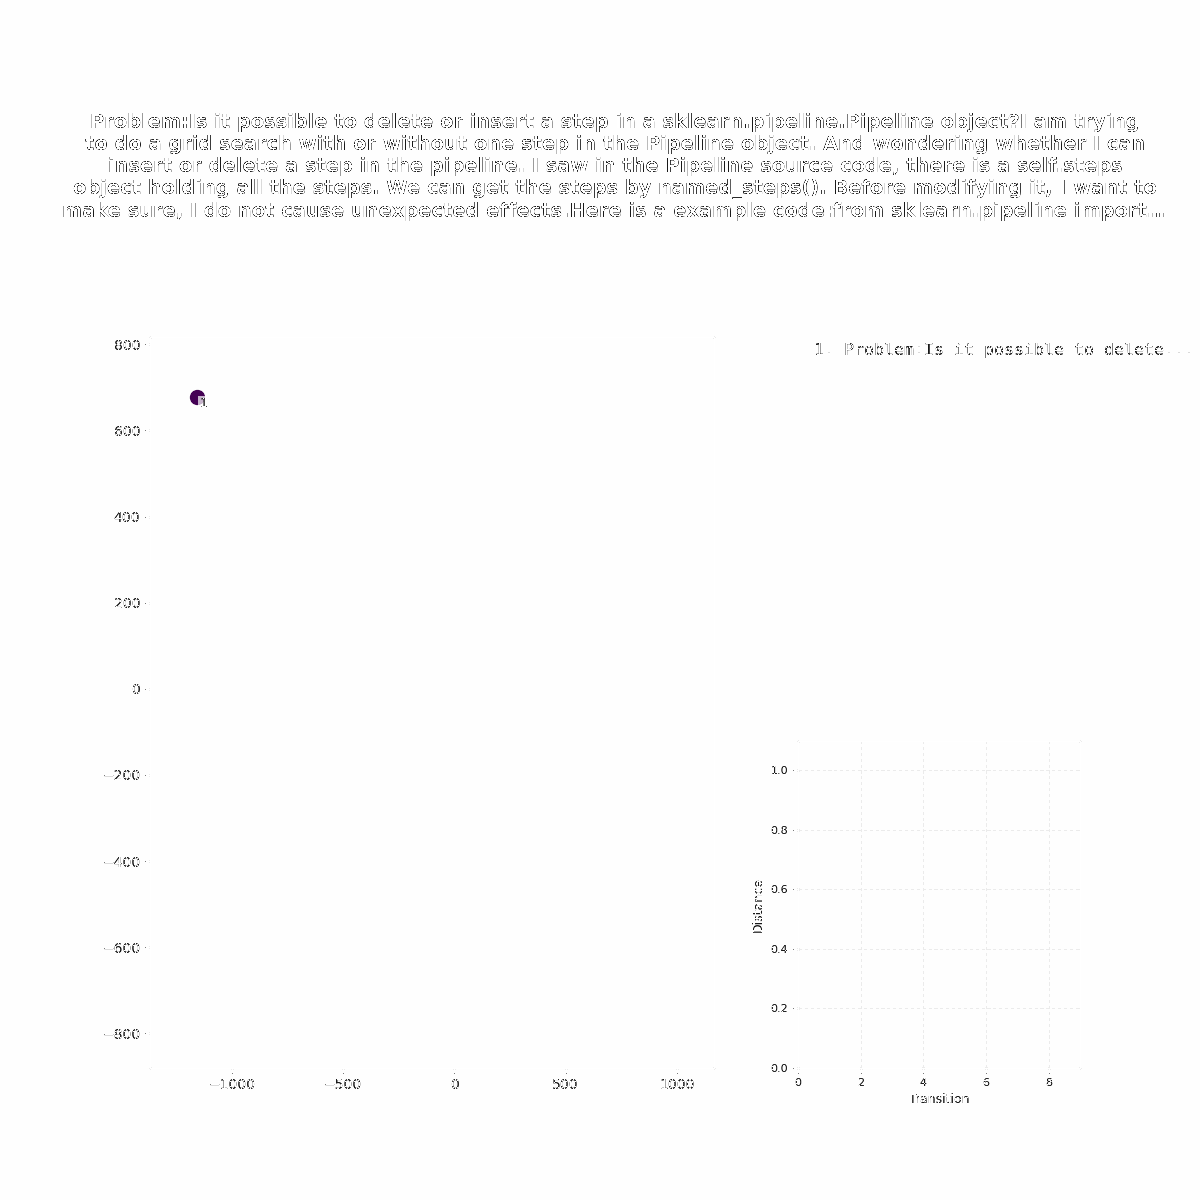 Problem:Is it possible to delete or insert a step in a sklearn.pipeline.Pipeline object?I am trying
to do a grid search with or without one step in the Pipeline object. And wondering whether I can
insert or delete a step in the pipeline. I saw in the Pipeline source code, there is a self.steps
object holding all the steps. We can get the steps by named_steps(). Before modifying it, I want to
make sure, I do not cause unexpected effects.Here is a example code:from sklearn.pipeline import...
1. Problem:Is it possible to delete...
800
1
600
400
200
0
−200
−400
−600
−800
−1000 −500 0 500 1000
1.0
0.8
0.6
0.4
0.2
0.0
Distance
0 2 4 6 8
Transition